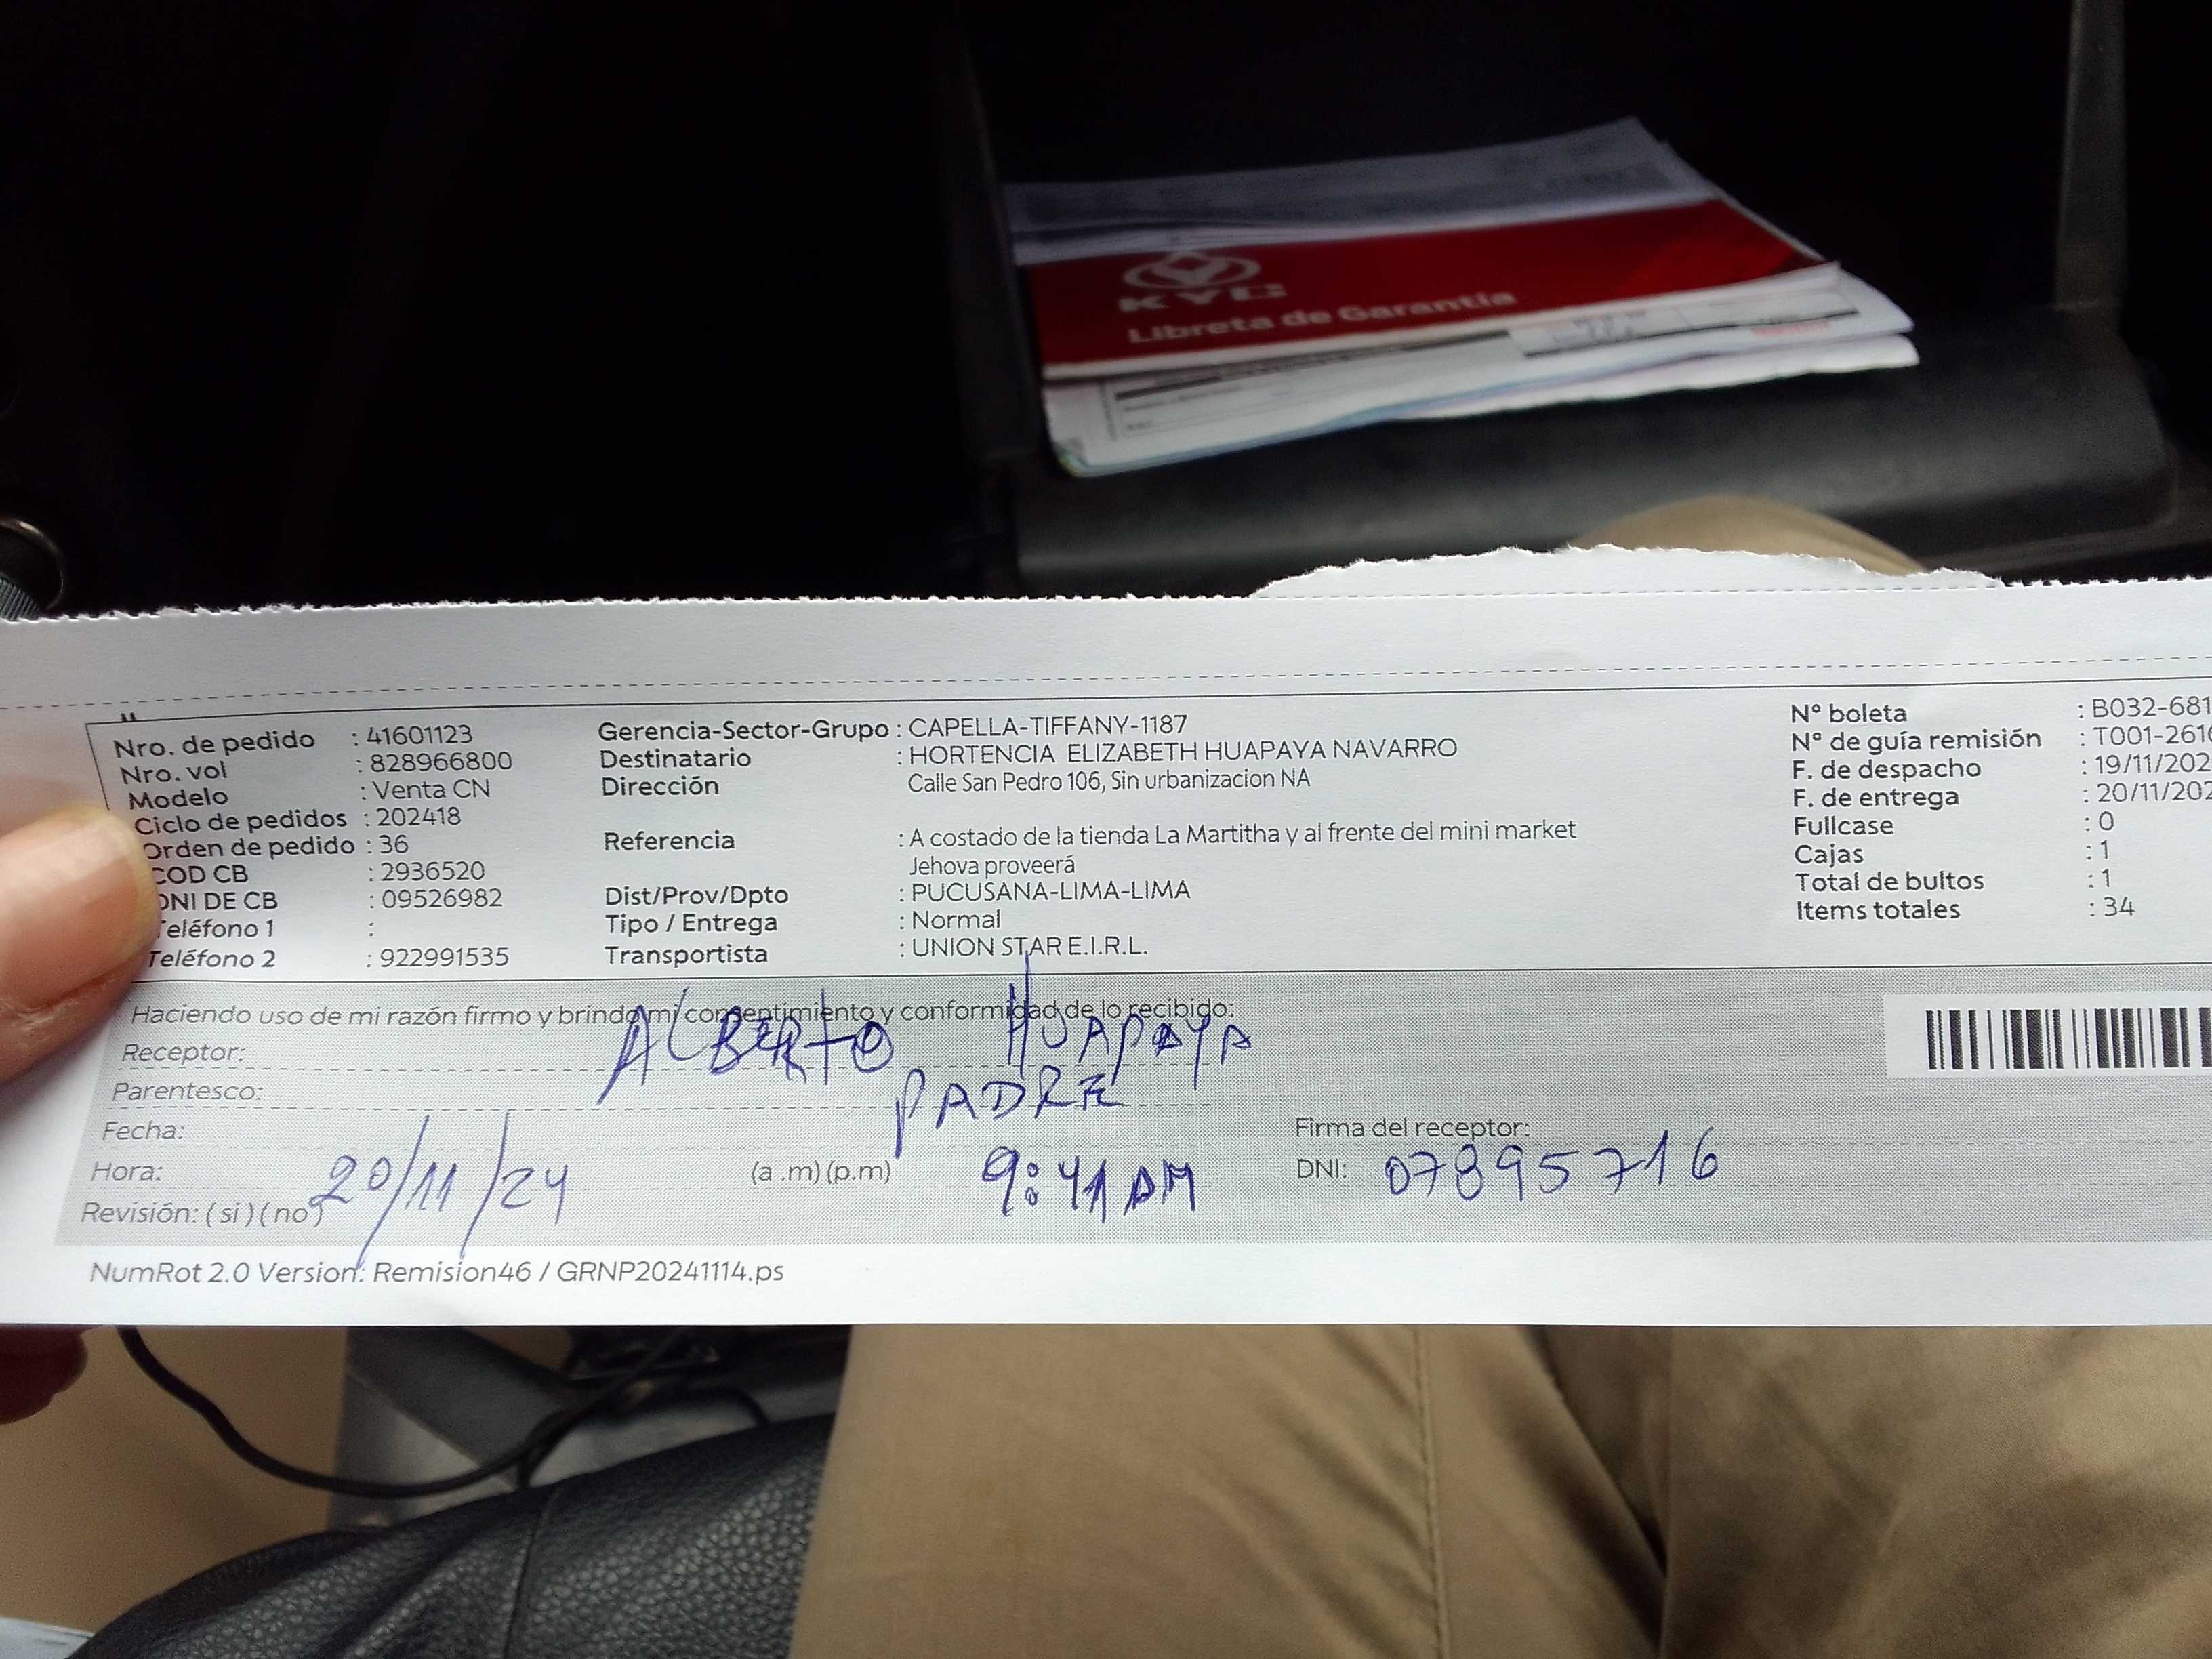 KYC
Libreta de Garantía
Nro. de pedido : 41601123
Nro. vol : 828966800
Modelo : Venta CN
Ciclo de pedidos : 202418
Orden de pedido : 36
COD CB : 2936520
DNI DE CB : 09526982
Teléfono 1 :
Teléfono 2 : 922991535
Gerencia-Sector-Grupo : CAPELLA-TIFFANY-1187
Destinatario : HORTENCIA ELIZABETH HUAPAYA NAVARRO
Dirección Calle San Pedro 106, Sin urbanizacion NA
Referencia : A costado de la tienda La Martitha y al frente del mini market
Jehova proveerá
Dist/Prov/Dpto : PUCUSANA-LIMA-LIMA
Tipo / Entrega : Normal
Transportista : UNION STAR E.I.R.L.
Nº boleta : B032-681
Nº de guía remisión : T001-261
F. de despacho : 19/11/202
F. de entrega : 20/11/202
Fullcase : 0
Cajas : 1
Total de bultos : 1
Items totales : 34
Haciendo uso de mi razón firmo y brindo mi consentimiento y conformidad de lo recibido:
Receptor: ALBERTO HUAPAYA
Parentesco: PADRE
Fecha: 20/11/24
Hora: (a .m) (p.m) 9:41 AM
Revisión: ( si ) ( no )
Firma del receptor:
DNI: 07895716
NumRot 2.0 Version: Remision46 / GRNP20241114.ps